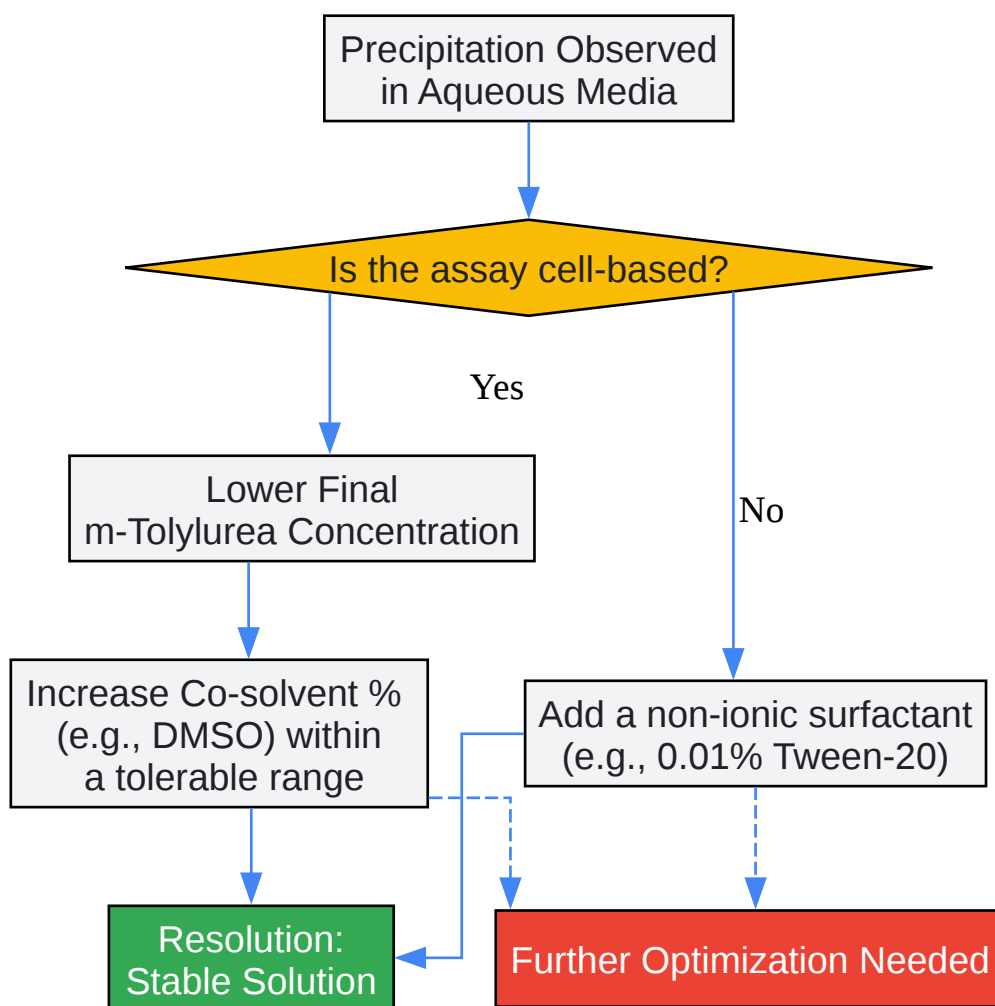 Precipitation Observed
in Aqueous Media
Is the assay cell-based?
Yes
Lower Final
m-Tolylurea Concentration
No
Increase Co-solvent %
(e.g., DMSO) within
a tolerable range
Add a non-ionic surfactant
(e.g., 0.01% Tween-20)
Resolution:
Stable Solution
Further Optimization Needed